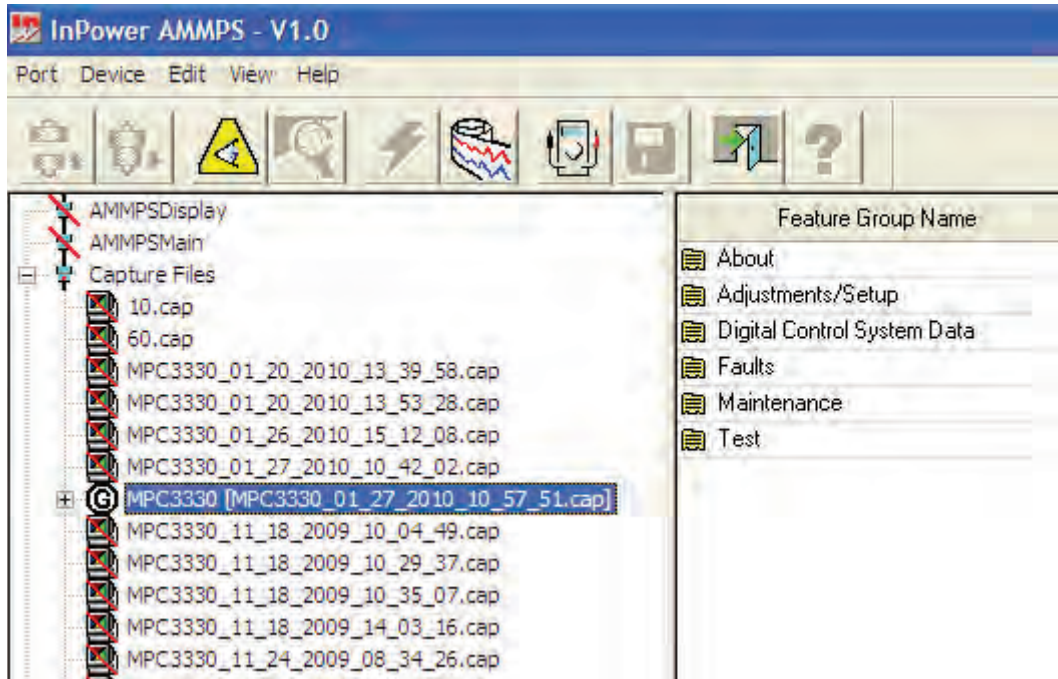 InPower AMMPS - V1.0
Port Device Edit View Help
AMMPSDisplay
AMMPSMain
Capture Files
10.cap
60.cap
MPC3330_01_20_2010_13_39_58.cap
MPC3330_01_20_2010_13_53_28.cap
MPC3330_01_26_2010_15_12_08.cap
MPC3330_01_27_2010_10_42_02.cap
MPC3330 [MPC3330_01_27_2010_10_57_51.cap]
MPC3330_11_18_2009_10_04_49.cap
MPC3330_11_18_2009_10_29_37.cap
MPC3330_11_18_2009_10_35_07.cap
MPC3330_11_18_2009_14_03_16.cap
MPC3330_11_24_2009_08_34_26.cap
Feature Group Name
About
Adjustments/Setup
Digital Control System Data
Faults
Maintenance
Test